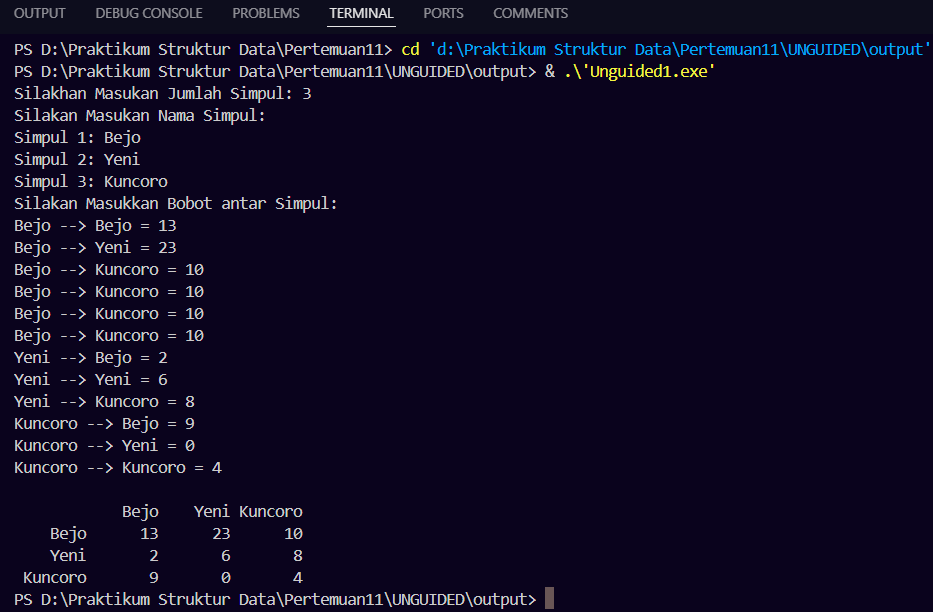 OUTPUT DEBUG CONSOLE PROBLEMS TERMINAL PORTS COMMENTS
PS D:\Praktikum Struktur Data\Pertemuan11> cd 'd:\Praktikum Struktur Data\Pertemuan11\UNGUIDED\output'
PS D:\Praktikum Struktur Data\Pertemuan11\UNGUIDED\output> & .\'Unguided1.exe'
Silakhan Masukan Jumlah Simpul: 3
Silakan Masukan Nama Simpul:
Simpul 1: Bejo
Simpul 2: Yeni
Simpul 3: Kuncoro
Silakan Masukkan Bobot antar Simpul:
Bejo --> Bejo = 13
Bejo --> Yeni = 23
Bejo --> Kuncoro = 10
Bejo --> Kuncoro = 10
Bejo --> Kuncoro = 10
Bejo --> Kuncoro = 10
Yeni --> Bejo = 2
Yeni --> Yeni = 6
Yeni --> Kuncoro = 8
Kuncoro --> Bejo = 9
Kuncoro --> Yeni = 0
Kuncoro --> Kuncoro = 4
Bejo Yeni Kuncoro
Bejo 13 23 10
Yeni 2 6 8
Kuncoro 9 0 4
PS D:\Praktikum Struktur Data\Pertemuan11\UNGUIDED\output>